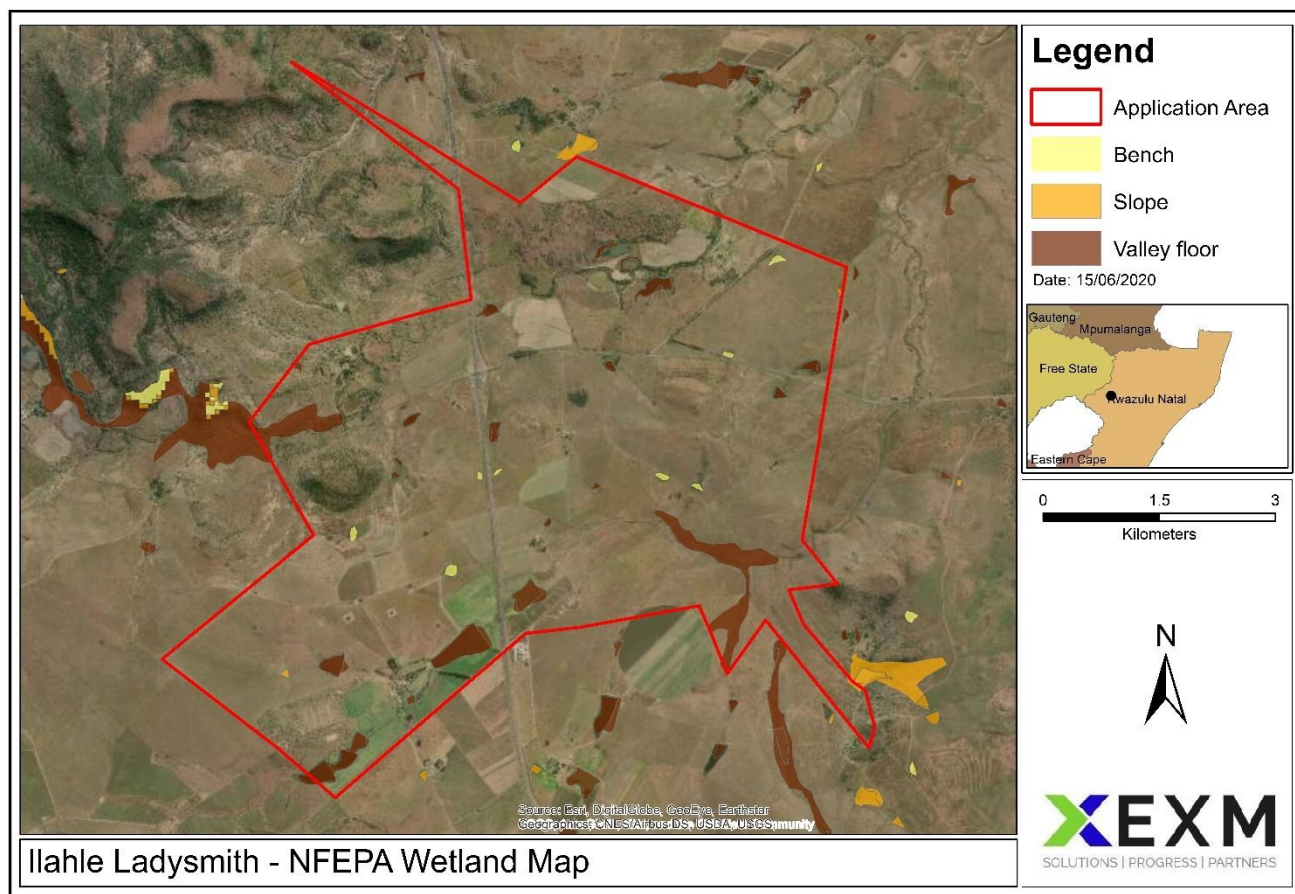 Legend
Application Area
Bench
Slope
Valley floor
Date: 15/06/2020
Gauteng
Mpumalanga
Free State
Kwazulu Natal
Eastern Cape
0 1.5 3
Kilometers
N
Source: Esri, DigitalGlobe, GeoEye, Earthstar
Geographics, CNES/Airbus DS, USDA, USGS,
Ilahle Ladysmith - NFEPA Wetland Map
EXM
SOLUTIONS | PROGRESS | PARTNERS